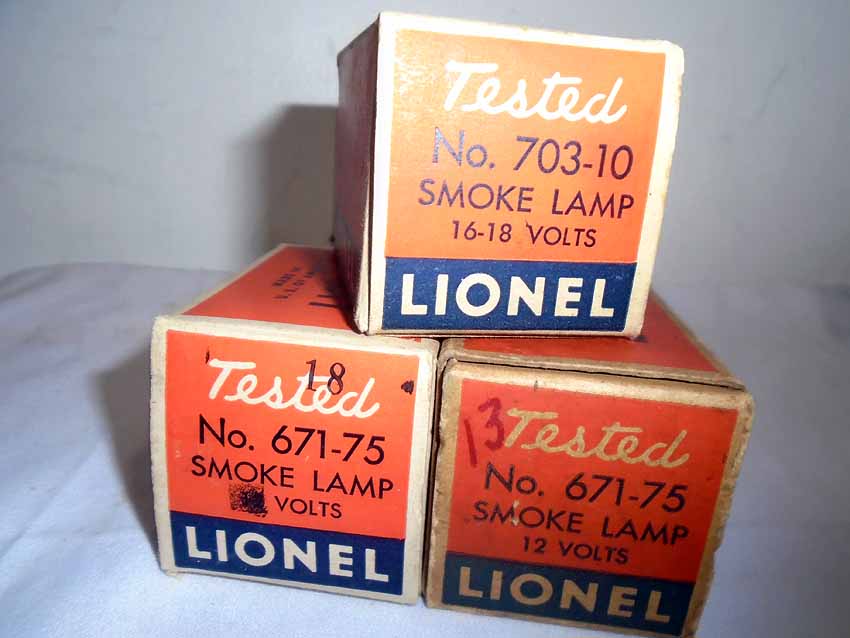 Tested
No. 703-10
SMOKE LAMP
16-18 VOLTS
LIONEL
18
Tested
No. 671-75
SMOKE LAMP
VOLTS
LIONEL
13
Tested
No. 671-75
SMOKE LAMP
12 VOLTS
LIONEL